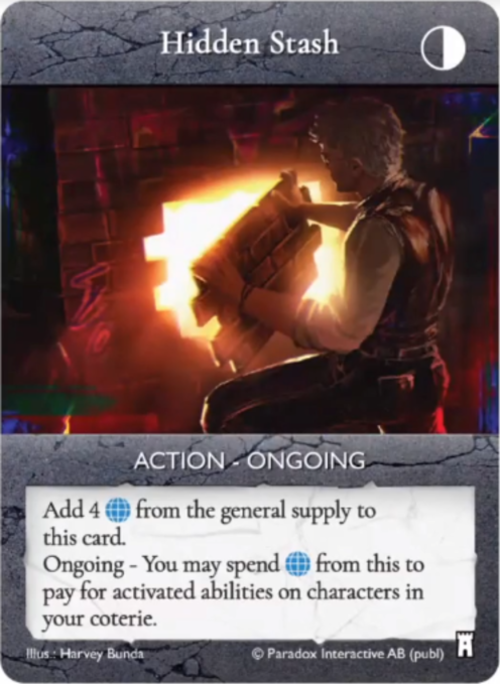 Hidden Stash
ACTION - ONGOING
Add 4 from the general supply to
this card.
Ongoing - You may spend from this to
pay for activated abilities on characters in
your coterie.
Illus : Harvey Bunda
© Paradox Interactive AB (publ)